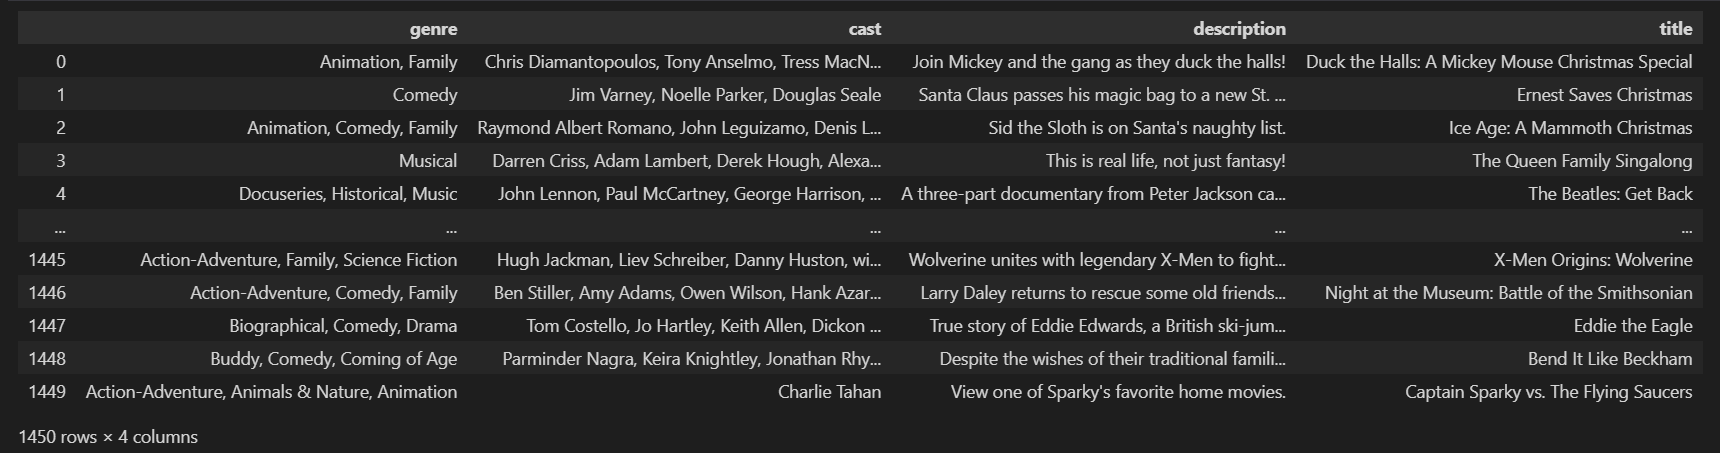 genre cast description title
0 Animation, Family Chris Diamantopoulos, Tony Anselmo, Tress MacN... Join Mickey and the gang as they duck the halls! Duck the Halls: A Mickey Mouse Christmas Special
1 Comedy Jim Varney, Noelle Parker, Douglas Seale Santa Claus passes his magic bag to a new St. ... Ernest Saves Christmas
2 Animation, Comedy, Family Raymond Albert Romano, John Leguizamo, Denis L... Sid the Sloth is on Santa's naughty list. Ice Age: A Mammoth Christmas
3 Musical Darren Criss, Adam Lambert, Derek Hough, Alexa... This is real life, not just fantasy! The Queen Family Singalong
4 Docuseries, Historical, Music John Lennon, Paul McCartney, George Harrison, ... A three-part documentary from Peter Jackson ca... The Beatles: Get Back
... ... ... ... ...
1445 Action-Adventure, Family, Science Fiction Hugh Jackman, Liev Schreiber, Danny Huston, wi... Wolverine unites with legendary X-Men to fight... X-Men Origins: Wolverine
1446 Action-Adventure, Comedy, Family Ben Stiller, Amy Adams, Owen Wilson, Hank Azar... Larry Daley returns to rescue some old friends... Night at the Museum: Battle of the Smithsonian
1447 Biographical, Comedy, Drama Tom Costello, Jo Hartley, Keith Allen, Dickon ... True story of Eddie Edwards, a British ski-jum... Eddie the Eagle
1448 Buddy, Comedy, Coming of Age Parminder Nagra, Keira Knightley, Jonathan Rhy... Despite the wishes of their traditional famili... Bend It Like Beckham
1449 Action-Adventure, Animals & Nature, Animation Charlie Tahan View one of Sparky's favorite home movies. Captain Sparky vs. The Flying Saucers
1450 rows × 4 columns